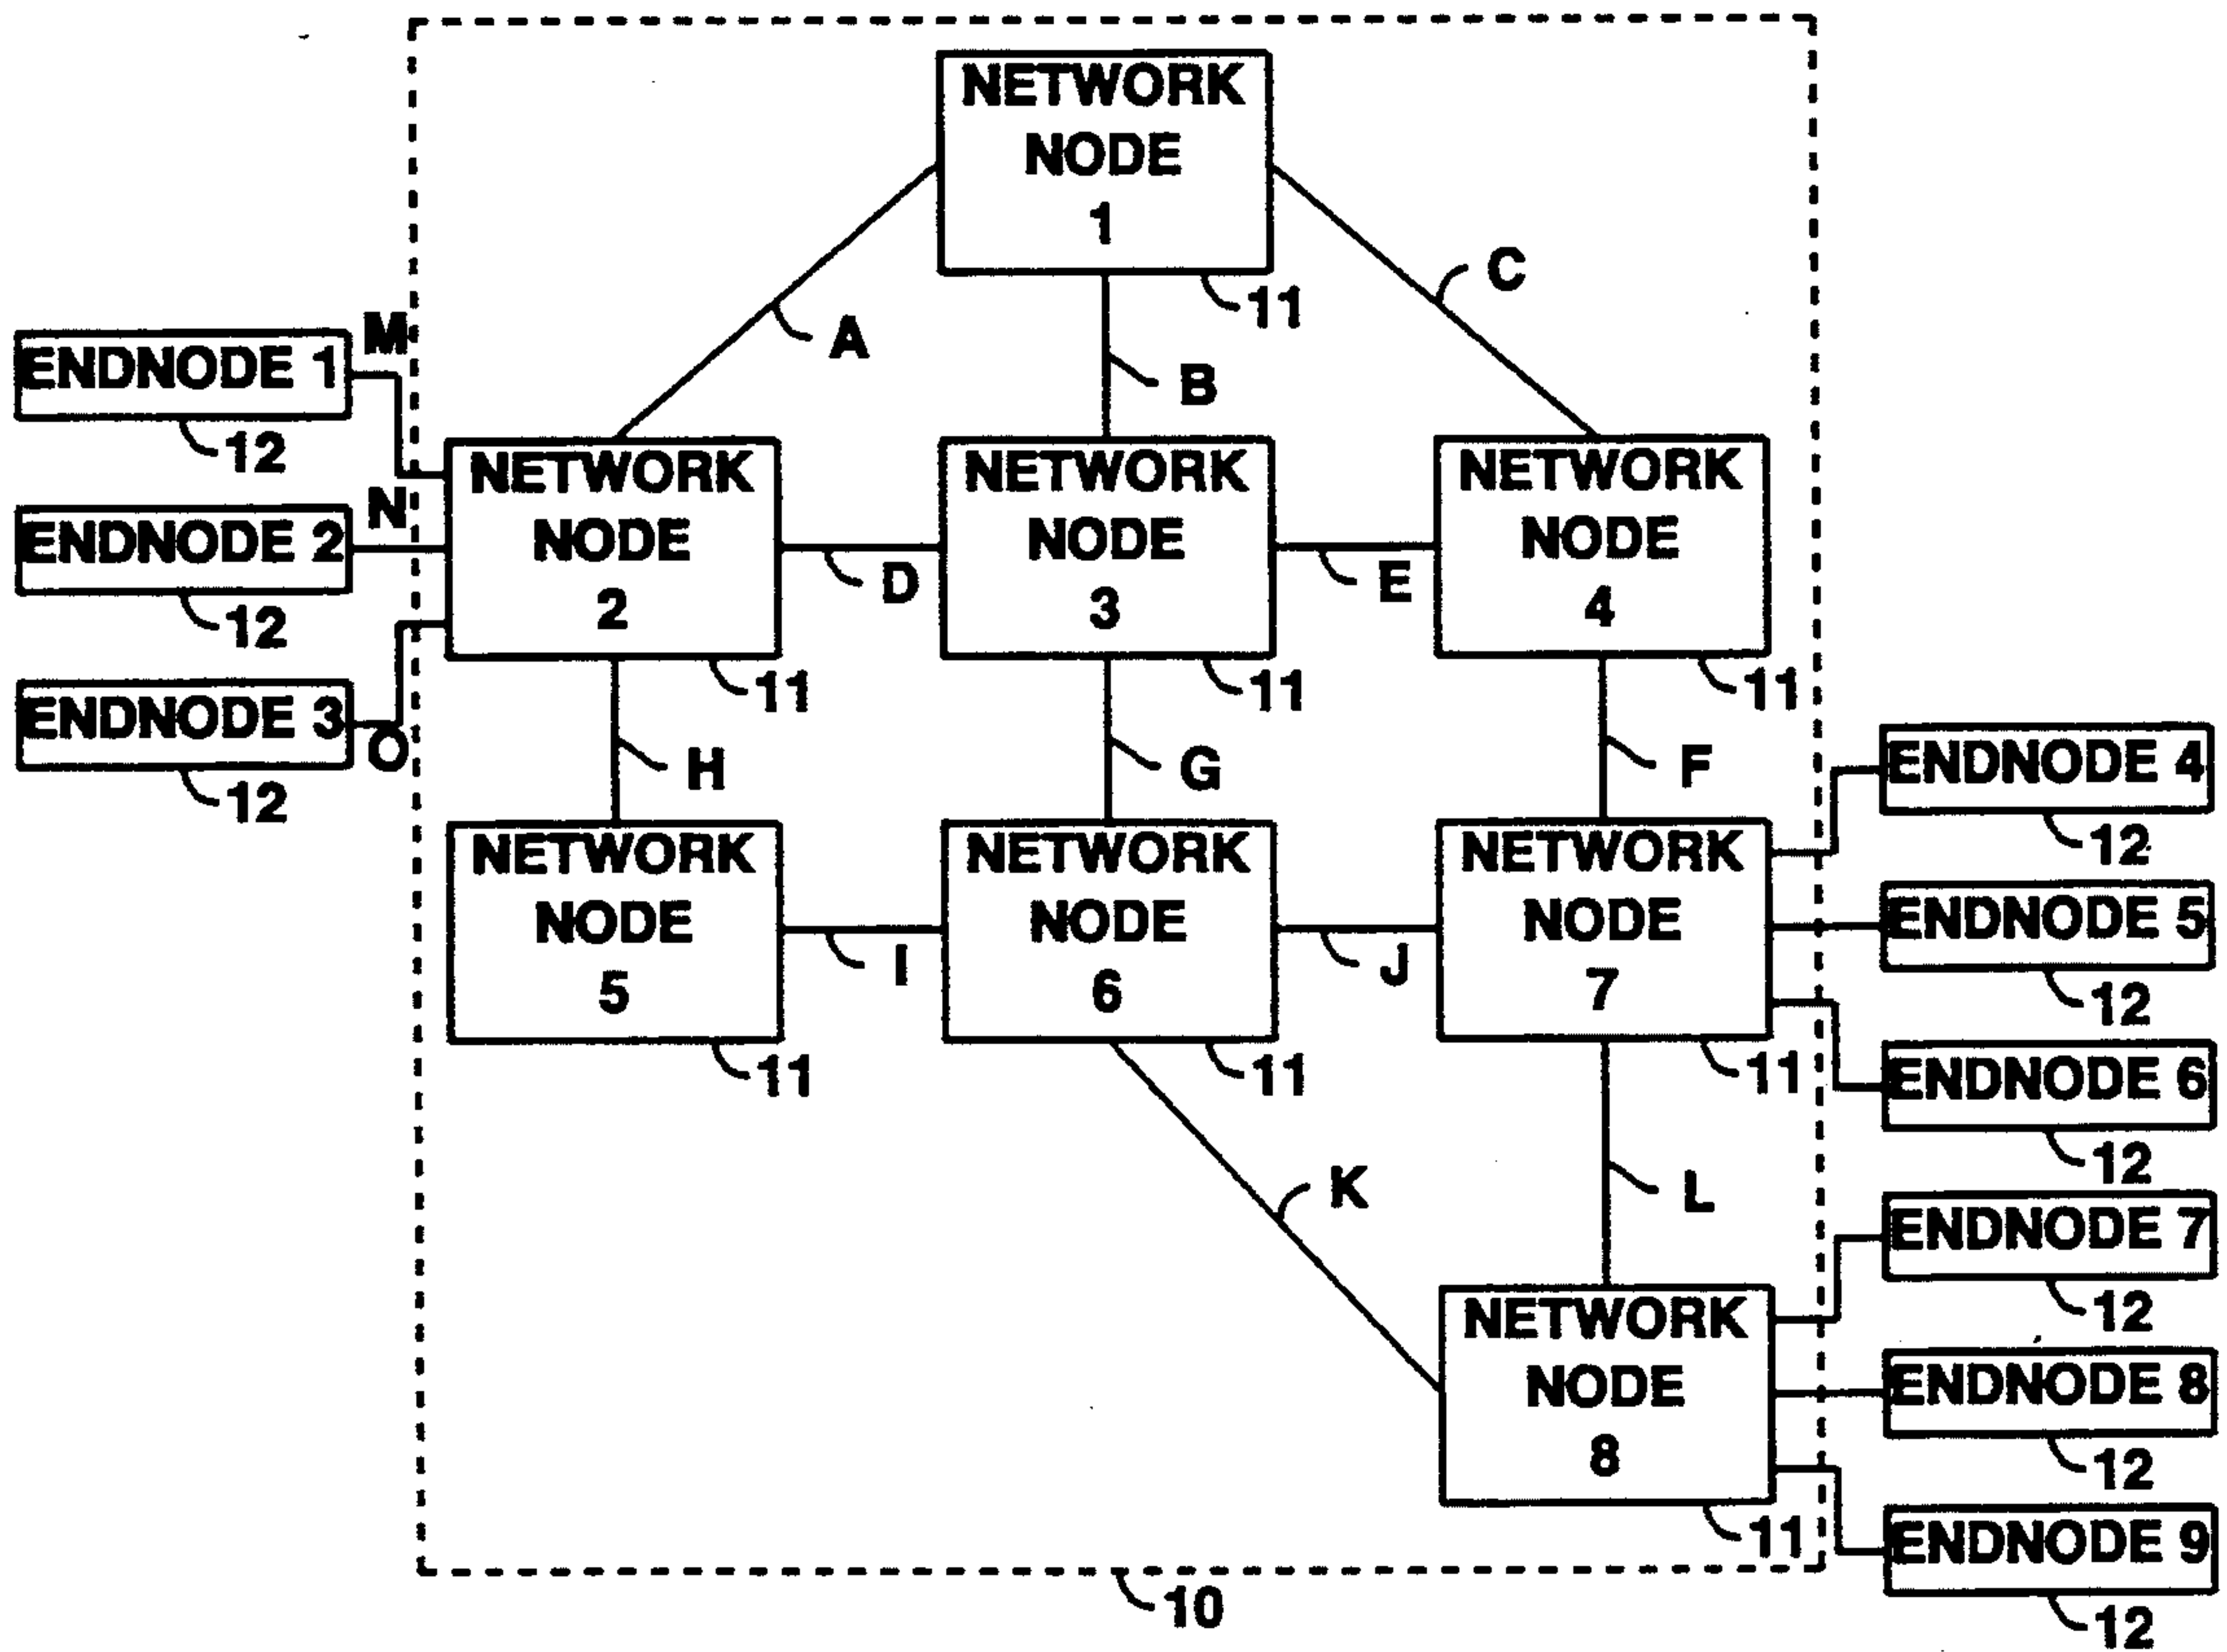 NETWORK
NODE
1
11
A
B
C
M
ENDNODE 1
12
N
ENDNODE 2
12
ENDNODE 3
O
12
NETWORK
NODE
2
11
D
NETWORK
NODE
3
11
E
NETWORK
NODE
4
11
H
G
F
NETWORK
NODE
5
11
I
NETWORK
NODE
6
11
J
NETWORK
NODE
7
11
ENDNODE 4
12
ENDNODE 5
12
ENDNODE 6
12
K
L
NETWORK
NODE
8
11
ENDNODE 7
12
ENDNODE 8
12
ENDNODE 9
12
10